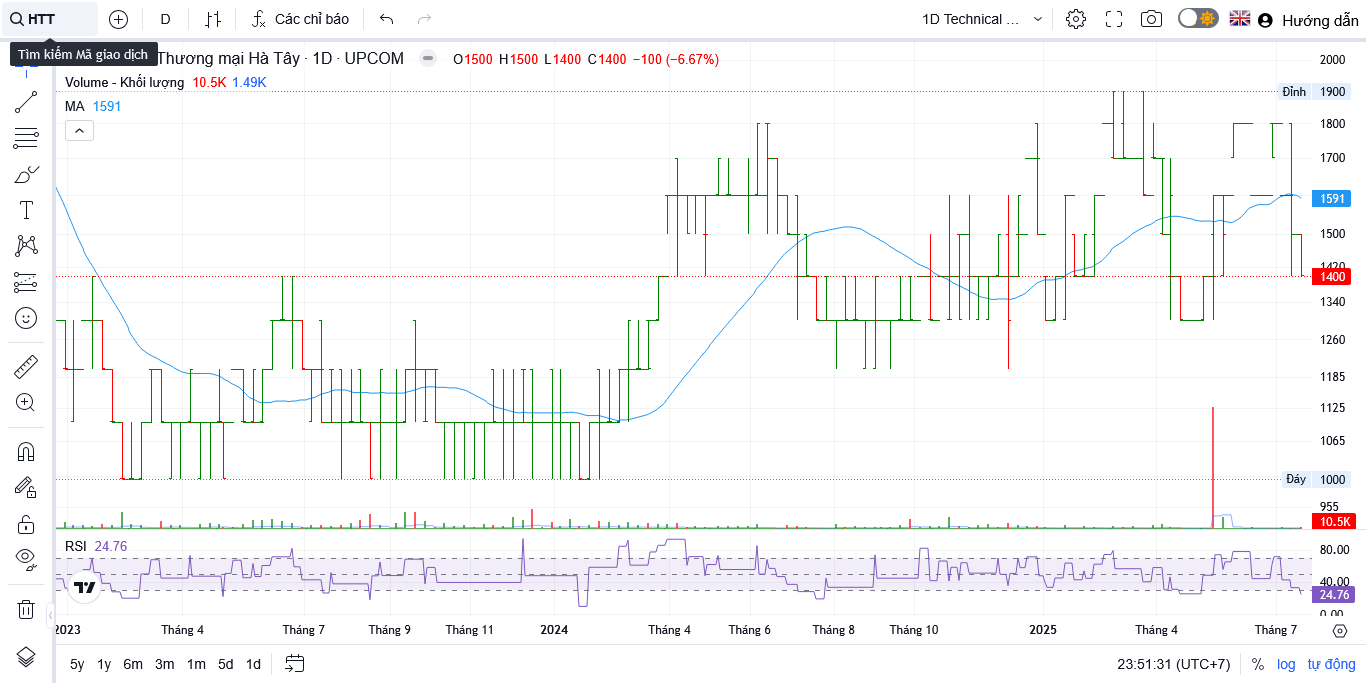 HTT D Các chỉ báo 1D Technical ... Hướng dẫn
Tìm kiếm Mã giao dịch
Thương mại Hà Tây · 1D · UPCOM O1500 H1500 L1400 C1400 −100 (−6.67%)
Volume - Khối lượng 10.5K 1.49K
MA 1591
2000
Đỉnh 1900
1800
1700
1591
1500
1420
1400
1340
1260
1185
1125
1065
Đáy 1000
955
10.5K
RSI 24.76
80.00
40.00
24.76
0.00
2023 Tháng 4 Tháng 7 Tháng 9 Tháng 11 2024 Tháng 4 Tháng 6 Tháng 8 Tháng 10 2025 Tháng 4 Tháng 7
5y 1y 6m 3m 1m 5d 1d 23:51:31 (UTC+7) % log tự động